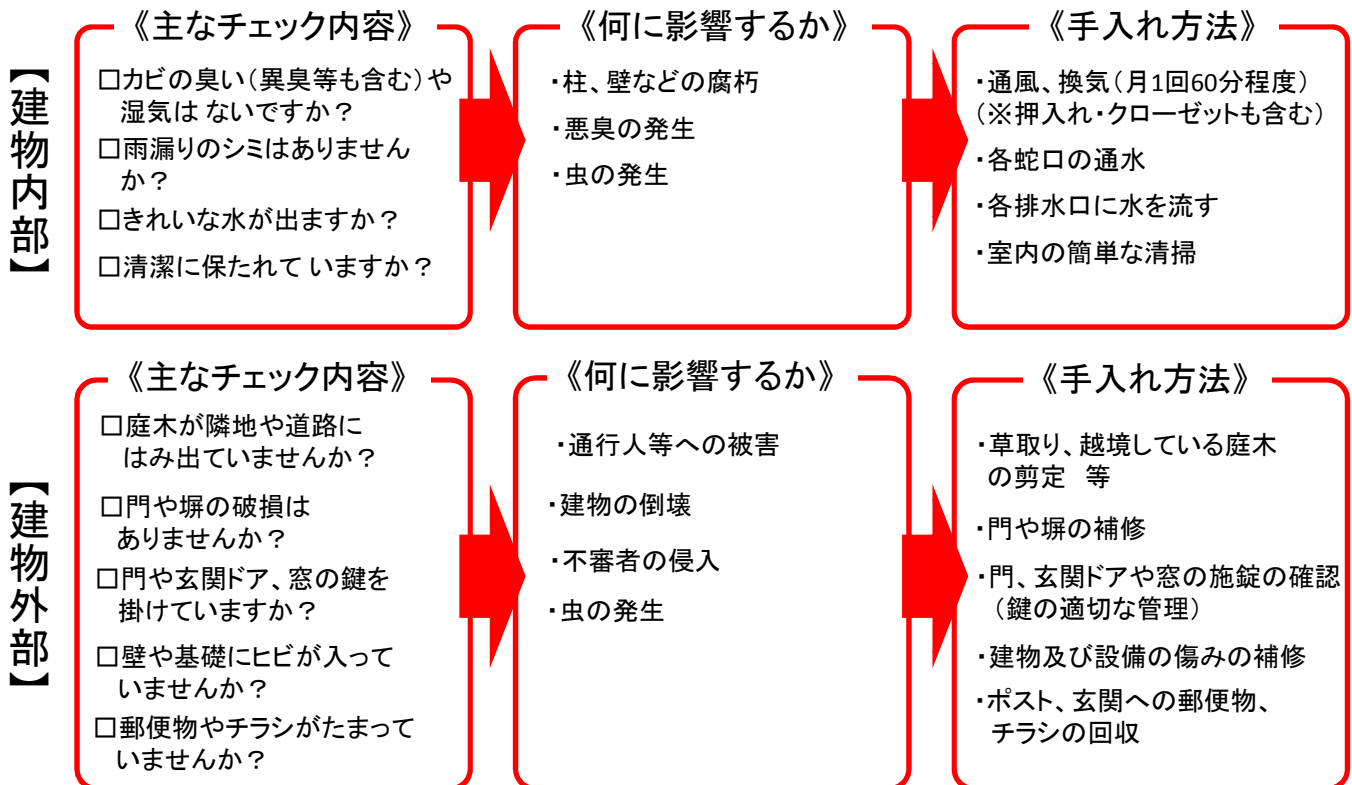 【建物内部】
《主なチェック内容》
□カビの臭い(異臭等も含む)や
湿気は ないですか？
□雨漏りのシミはありません
か？
□きれいな水が出ますか？
□清潔に保たれて いますか？
《何に影響するか》
・柱、壁などの腐朽
・悪臭の発生
・虫の発生
《手入れ方法》
・通風、換気(月1回60分程度)
(※押入れ・クローゼットも含む)
・各蛇口の通水
・各排水口に水を流す
・室内の簡単な清掃
【建物外部】
《主なチェック内容》
□庭木が隣地や道路に
はみ出ていませんか？
□門や塀の破損は
ありませんか？
□門や玄関ドア、窓の鍵を
掛けていますか？
□壁や基礎にヒビが入って
いませんか？
□郵便物やチラシがたまって
いませんか？
《何に影響するか》
・通行人等への被害
・建物の倒壊
・不審者の侵入
・虫の発生
《手入れ方法》
・草取り、越境している庭木
の剪定　等
・門や塀の補修
・門、玄関ドアや窓の施錠の確認
(鍵の適切な管理)
・建物及び設備の傷みの補修
・ポスト、玄関への郵便物、
チラシの回収